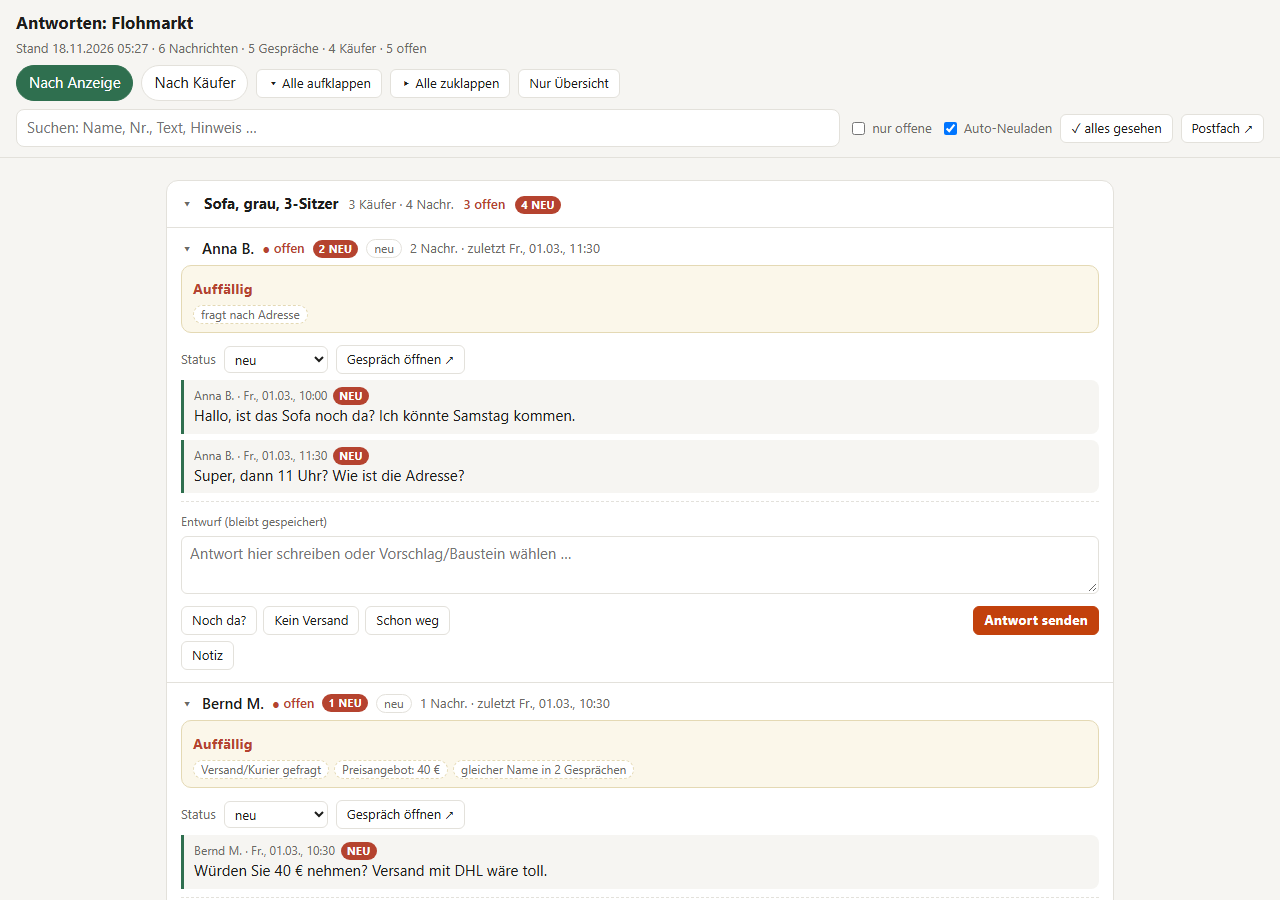 Antworten: Flohmarkt
Stand 18.11.2026 05:27 · 6 Nachrichten · 5 Gespräche · 4 Käufer · 5 offen
Nach Anzeige Nach Käufer ▾ Alle aufklappen ▸ Alle zuklappen Nur Übersicht
Suchen: Name, Nr., Text, Hinweis … nur offene Auto-Neuladen ✓ alles gesehen Postfach ↗
▾ Sofa, grau, 3-Sitzer 3 Käufer · 4 Nachr. 3 offen 4 NEU
▾ Anna B. ● offen 2 NEU neu 2 Nachr. · zuletzt Fr., 01.03., 11:30
Auffällig
fragt nach Adresse
Status neu Gespräch öffnen ↗
Anna B. · Fr., 01.03., 10:00 NEU
Hallo, ist das Sofa noch da? Ich könnte Samstag kommen.
Anna B. · Fr., 01.03., 11:30 NEU
Super, dann 11 Uhr? Wie ist die Adresse?
Entwurf (bleibt gespeichert)
Antwort hier schreiben oder Vorschlag/Baustein wählen …
Noch da? Kein Versand Schon weg Antwort senden
Notiz
▾ Bernd M. ● offen 1 NEU neu 1 Nachr. · zuletzt Fr., 01.03., 10:30
Auffällig
Versand/Kurier gefragt Preisangebot: 40 € gleicher Name in 2 Gesprächen
Status neu Gespräch öffnen ↗
Bernd M. · Fr., 01.03., 10:30 NEU
Würden Sie 40 € nehmen? Versand mit DHL wäre toll.